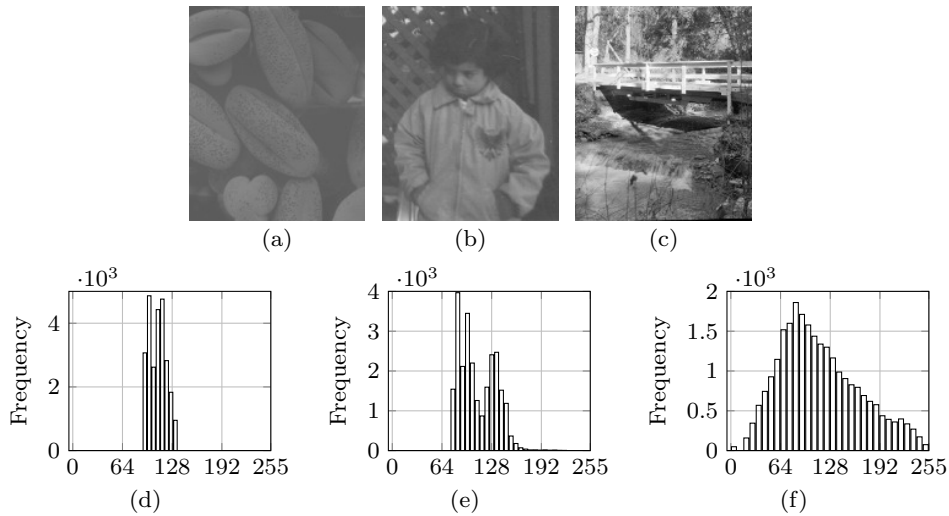 (a) (b) (c)
·10³ ·10³ ·10³
Frequency 4 2 0
0 64 128 192 255
Frequency 4 3 2 1 0
0 64 128 192 255
Frequency 2 1.5 1 0.5 0
0 64 128 192 255
(d) (e) (f)